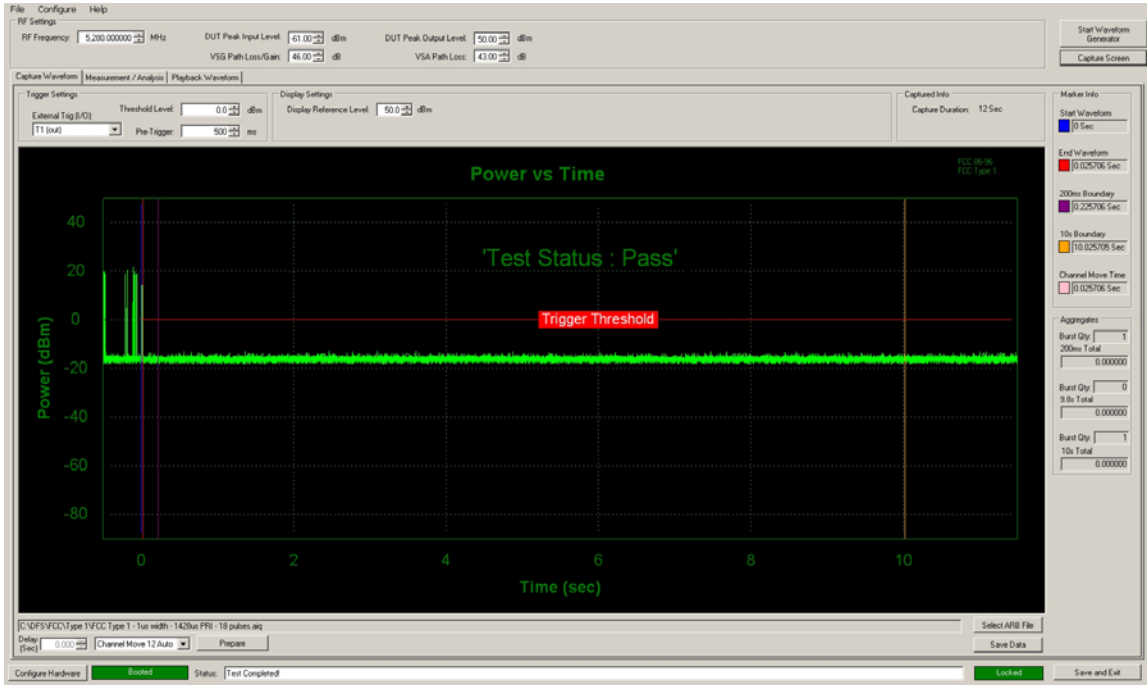 File Configure Help
RF Settings
RF Frequency: 5,280.000000 MHz DUT Peak Input Level: -61.00 dBm DUT Peak Output Level: 50.00 dBm
VSG Path Loss/Gain: 46.00 dB VSA Path Loss: 43.00 dB
Start Waveform Generator
Capture Screen
Capture Waveform Measurement / Analysis Playback Waveform
Trigger Settings
External Trig (I/O):
T1 (out)
Threshold Level: 0.0 dBm
Pre-Trigger: 500 ms
Display Settings
Display Reference Level: 50.0 dBm
Captured Info
Capture Duration: 12 Sec
Marker Info
Start Waveform
0 Sec
End Waveform
0.025706 Sec
200ms Boundary
0.225706 Sec
10s Boundary
10.025705 Sec
Channel Move Time
0.025706 Sec
Aggregates
Burst Qty: 1
200ms Total
0.000000
Burst Qty: 0
9.8s Total
0.000000
Burst Qty: 1
10s Total
0.000000
Power vs Time
FCC 06-96
FCC Type 1
'Test Status : Pass'
Trigger Threshold
Power (dBm)
40
20
0
-20
-40
-60
-80
0 2 4 6 8 10
Time (sec)
C:\DFS\FCC\Type 1\FCC Type 1 - 1us width - 1428us PRI - 18 pulses.aiq
Select ARB File
Delay (Sec) 0.000 Channel Move 12 Auto Prepare
Save Data
Configure Hardware Booted Status: Test Completed! Locked Save and Exit